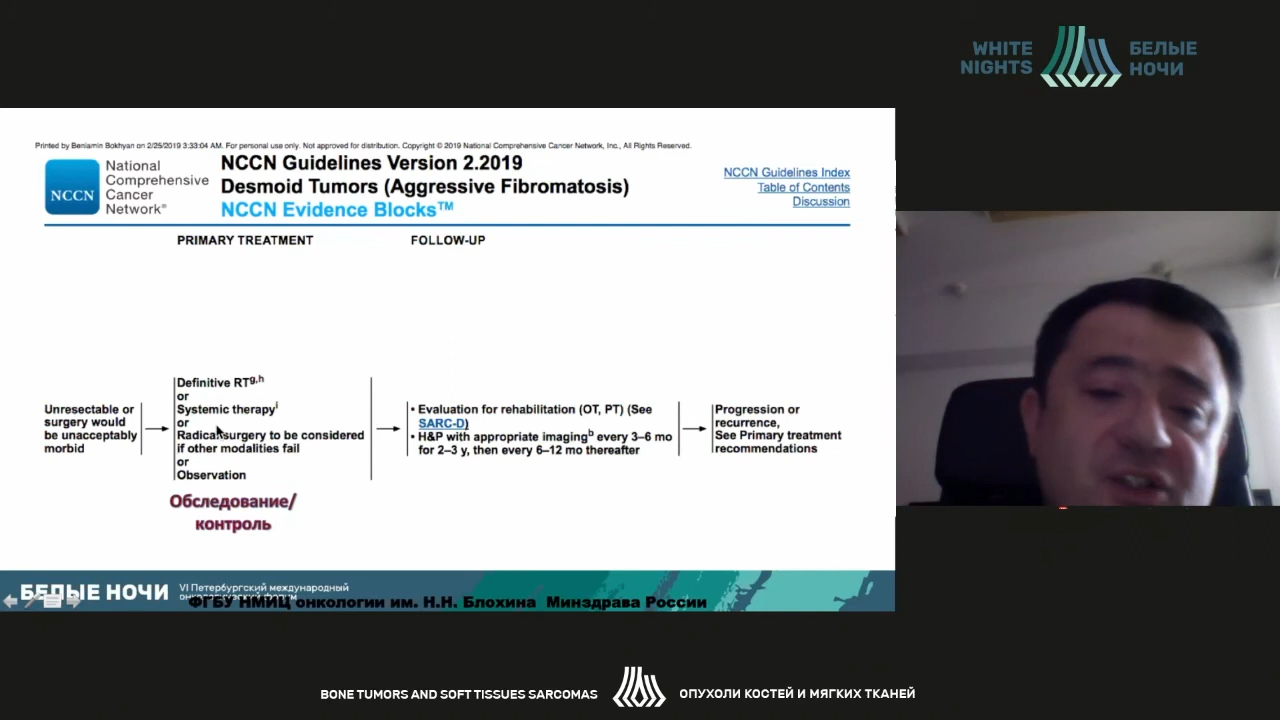 WHITE
NIGHTS
БЕЛЫЕ
НОЧИ
Printed by Beniamin Bokhyan on 2/25/2019 3:33:04 AM. For personal use only. Not approved for distribution. Copyright © 2019 National Comprehensive Cancer Network, Inc., All Rights Reserved.
NCCN
National
Comprehensive
Cancer
Network®
NCCN Guidelines Version 2.2019
Desmoid Tumors (Aggressive Fibromatosis)
NCCN Evidence Blocks™
NCCN Guidelines Index
Table of Contents
Discussion
PRIMARY TREATMENT
FOLLOW-UP
Unresectable or
surgery would
be unacceptably
morbid
Definitive RTg,h
or
Systemic therapyi
or
Radical surgery to be considered
if other modalities fail
or
Observation
Обследование/
контроль
• Evaluation for rehabilitation (OT, PT) (See
SARC-D)
• H&P with appropriate imagingb every 3–6 mo
for 2–3 y, then every 6–12 mo thereafter
Progression or
recurrence,
See Primary treatment
recommendations
БЕЛЫЕ НОЧИ
VI Петербургский международный
ФГБУ НМИЦ онкологии им. Н.Н. Блохина Минздрава России
BONE TUMORS AND SOFT TISSUES SARCOMAS
ОПУХОЛИ КОСТЕЙ И МЯГКИХ ТКАНЕЙ